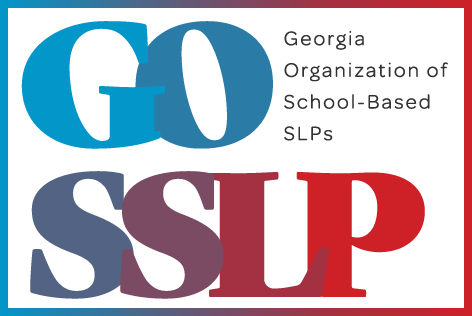 GO
Georgia
Organization of
School-Based
SLPs
SSLP